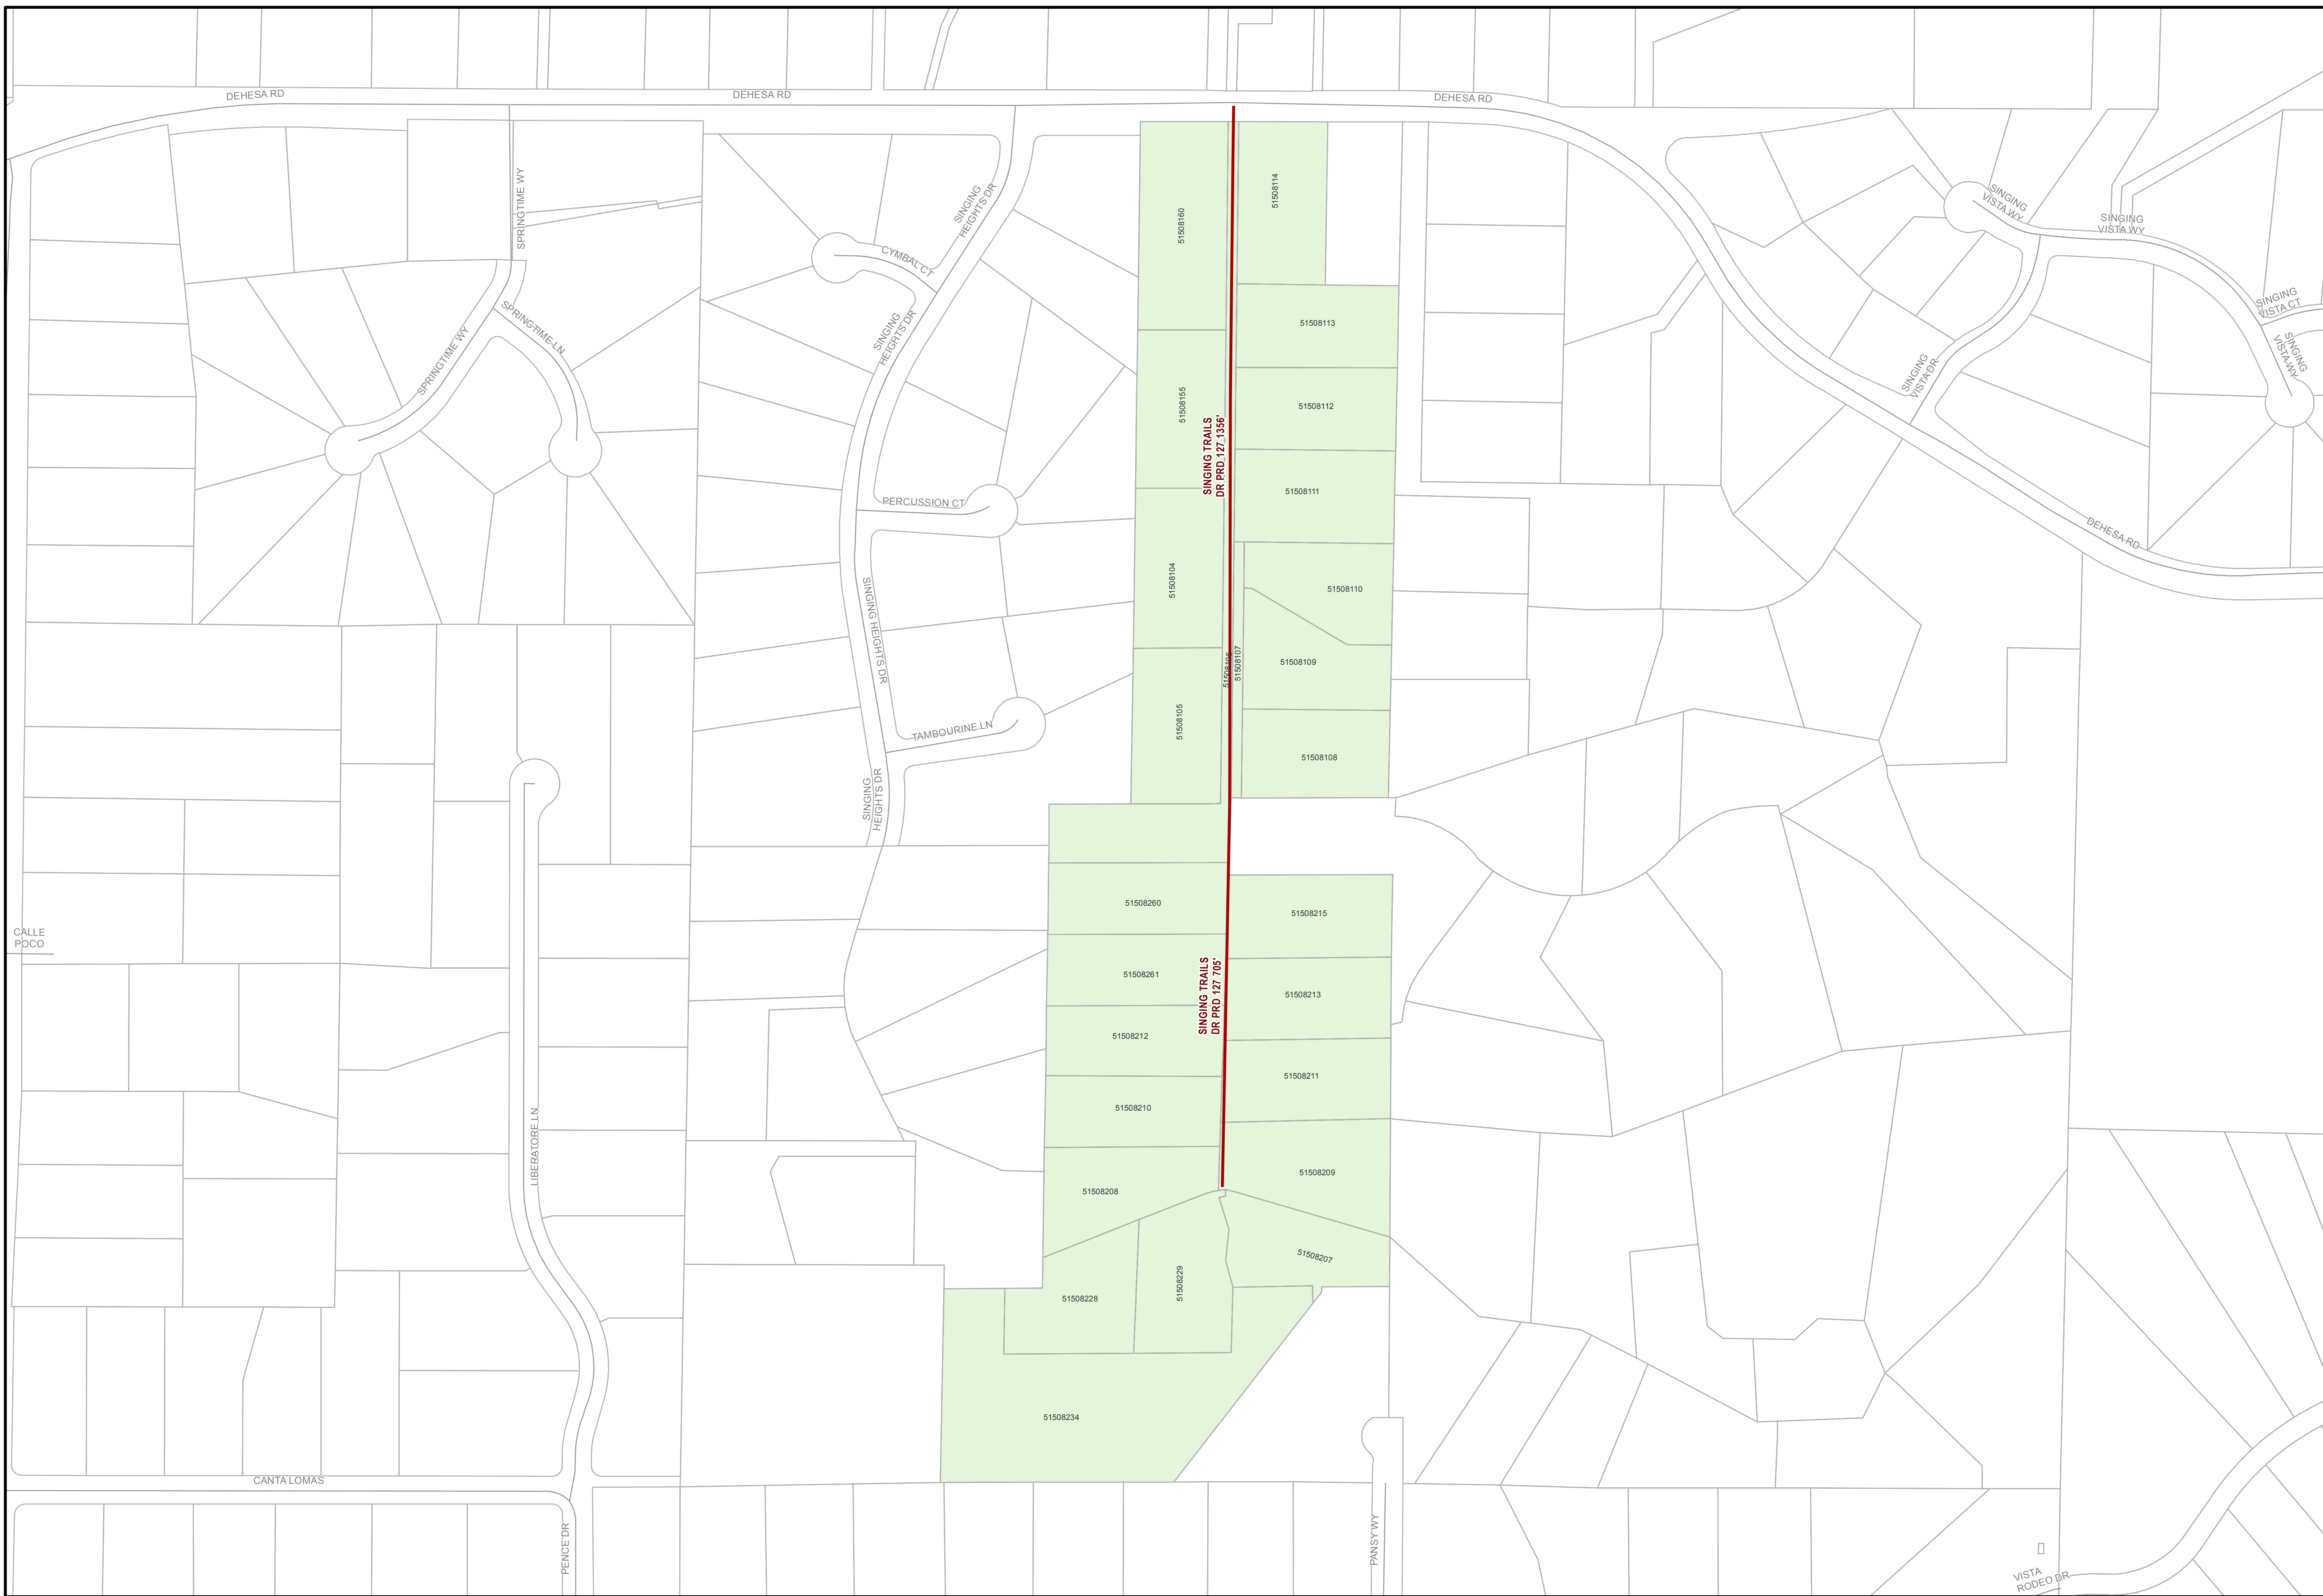 DEHESA RD
DEHESA RD
DEHESA RD
SPRINGTIME WY
SINGING
HEIGHTS DR
51508160
51508114
SINGING
VISTA WY
SINGING
VISTA WY
CYMBAL CT
SPRINGTIME LN
SINGING
VISTA CT
SINGING
HEIGHTS DR
51508113
SPRINGTIME WY
SINGING
VISTA WY
SINGING
VISTA DR
51508155
51508112
SINGING TRAILS
DR PRD 127 1356'
51508111
PERCUSSION CT
DEHESA RD
51508104
51508110
SINGING HEIGHTS DR
51508106
51508107
51508109
51508105
TAMBOURINE LN
51508108
SINGING
HEIGHTS DR
51508260
51508215
CALLE
POCO
51508261
SINGING TRAILS
DR PRD 127 705'
51508213
51508212
51508211
51508210
LIBERATORE LN
51508208
51508209
51508207
51508228
51508229
51508234
CANTA LOMAS
PENCE DR
PANSY WY
VISTA
RODEO DR